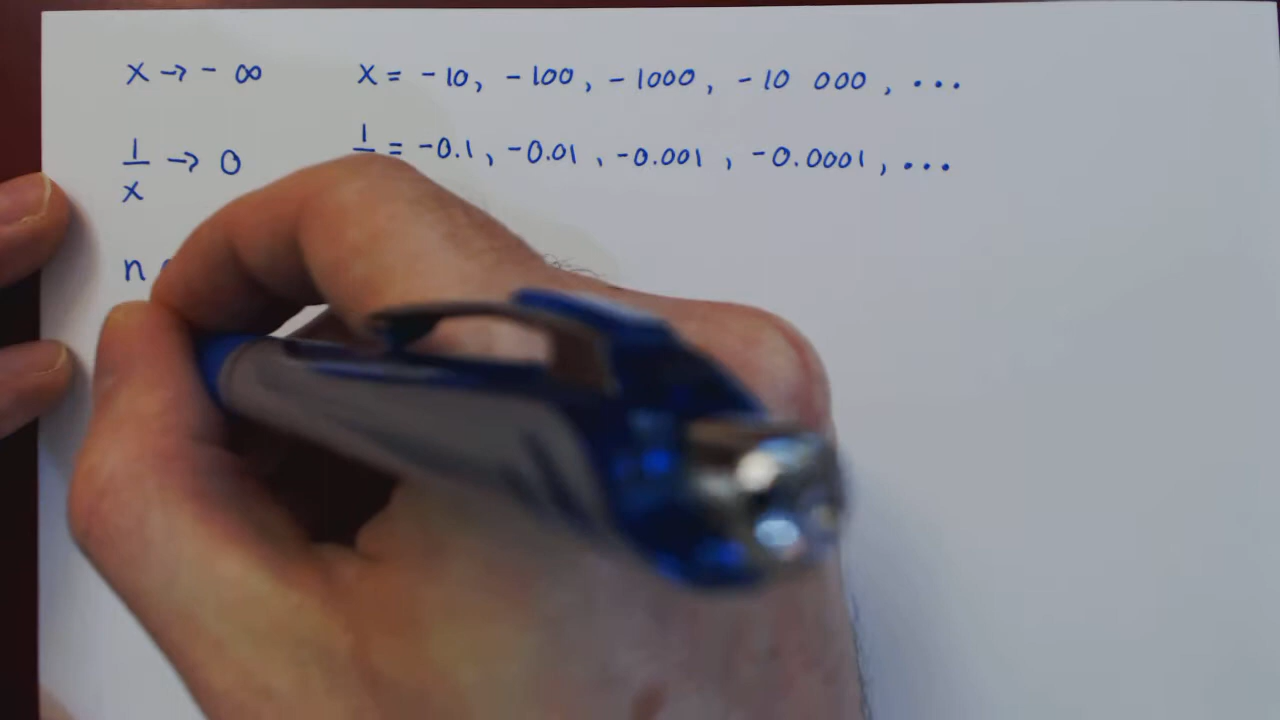 x → - ∞ x = -10, -100, -1000, -10 000, ...
1/x → 0 1 = -0.1, -0.01, -0.001, -0.0001, ...
n